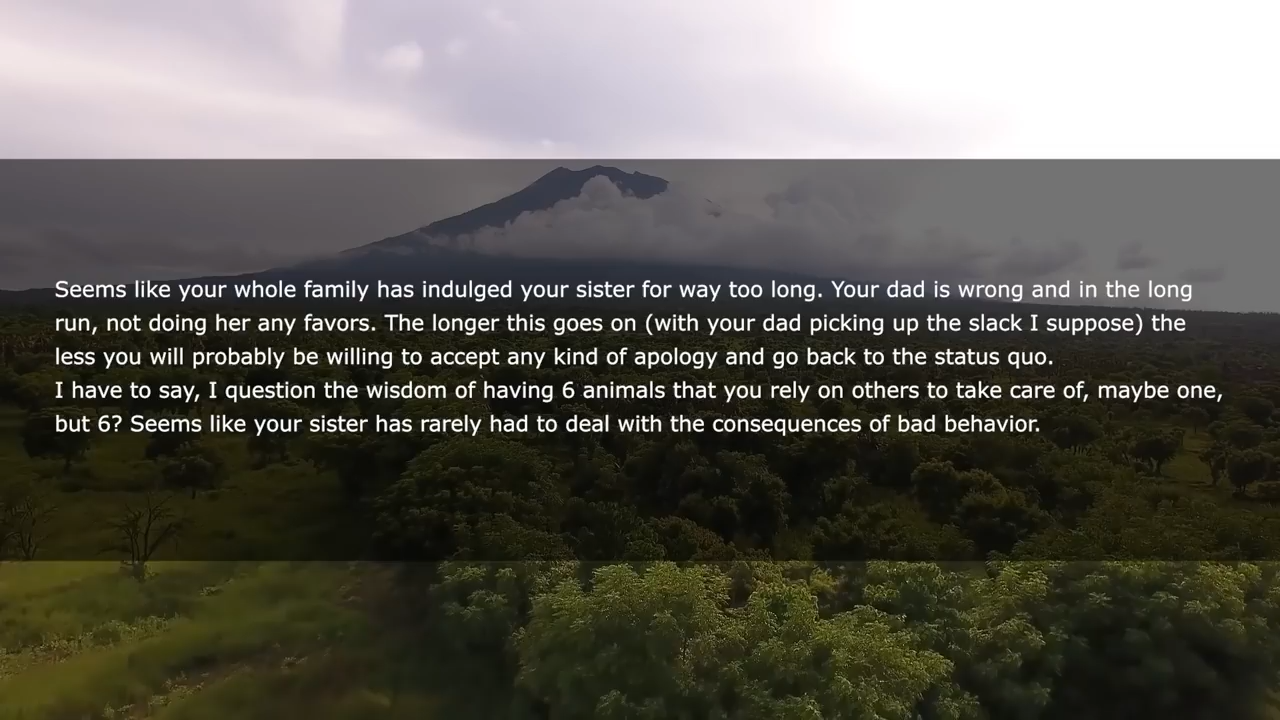 Seems like your whole family has indulged your sister for way too long. Your dad is wrong and in the long
run, not doing her any favors. The longer this goes on (with your dad picking up the slack I suppose) the
less you will probably be willing to accept any kind of apology and go back to the status quo.
I have to say, I question the wisdom of having 6 animals that you rely on others to take care of, maybe one,
but 6? Seems like your sister has rarely had to deal with the consequences of bad behavior.